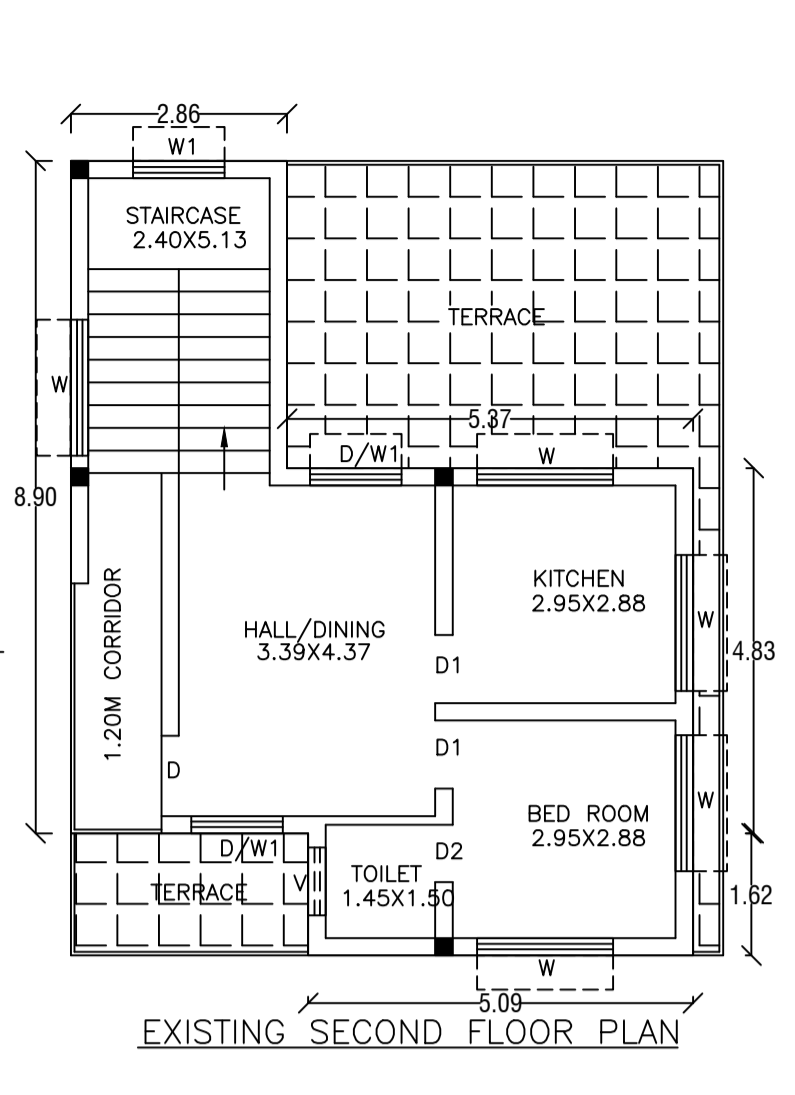 2.86
W1
STAIRCASE
2.40X5.13
TERRACE
W
5.37
D/W1
W
8.90
KITCHEN
2.95X2.88
W
HALL/DINING
3.39X4.37
4.83
D1
1.20M CORRIDOR
D1
D
W
BED ROOM
2.95X2.88
D/W1
D2
TOILET
1.45X1.50
V
TERRACE
1.62
W
5.09
EXISTING SECOND FLOOR PLAN